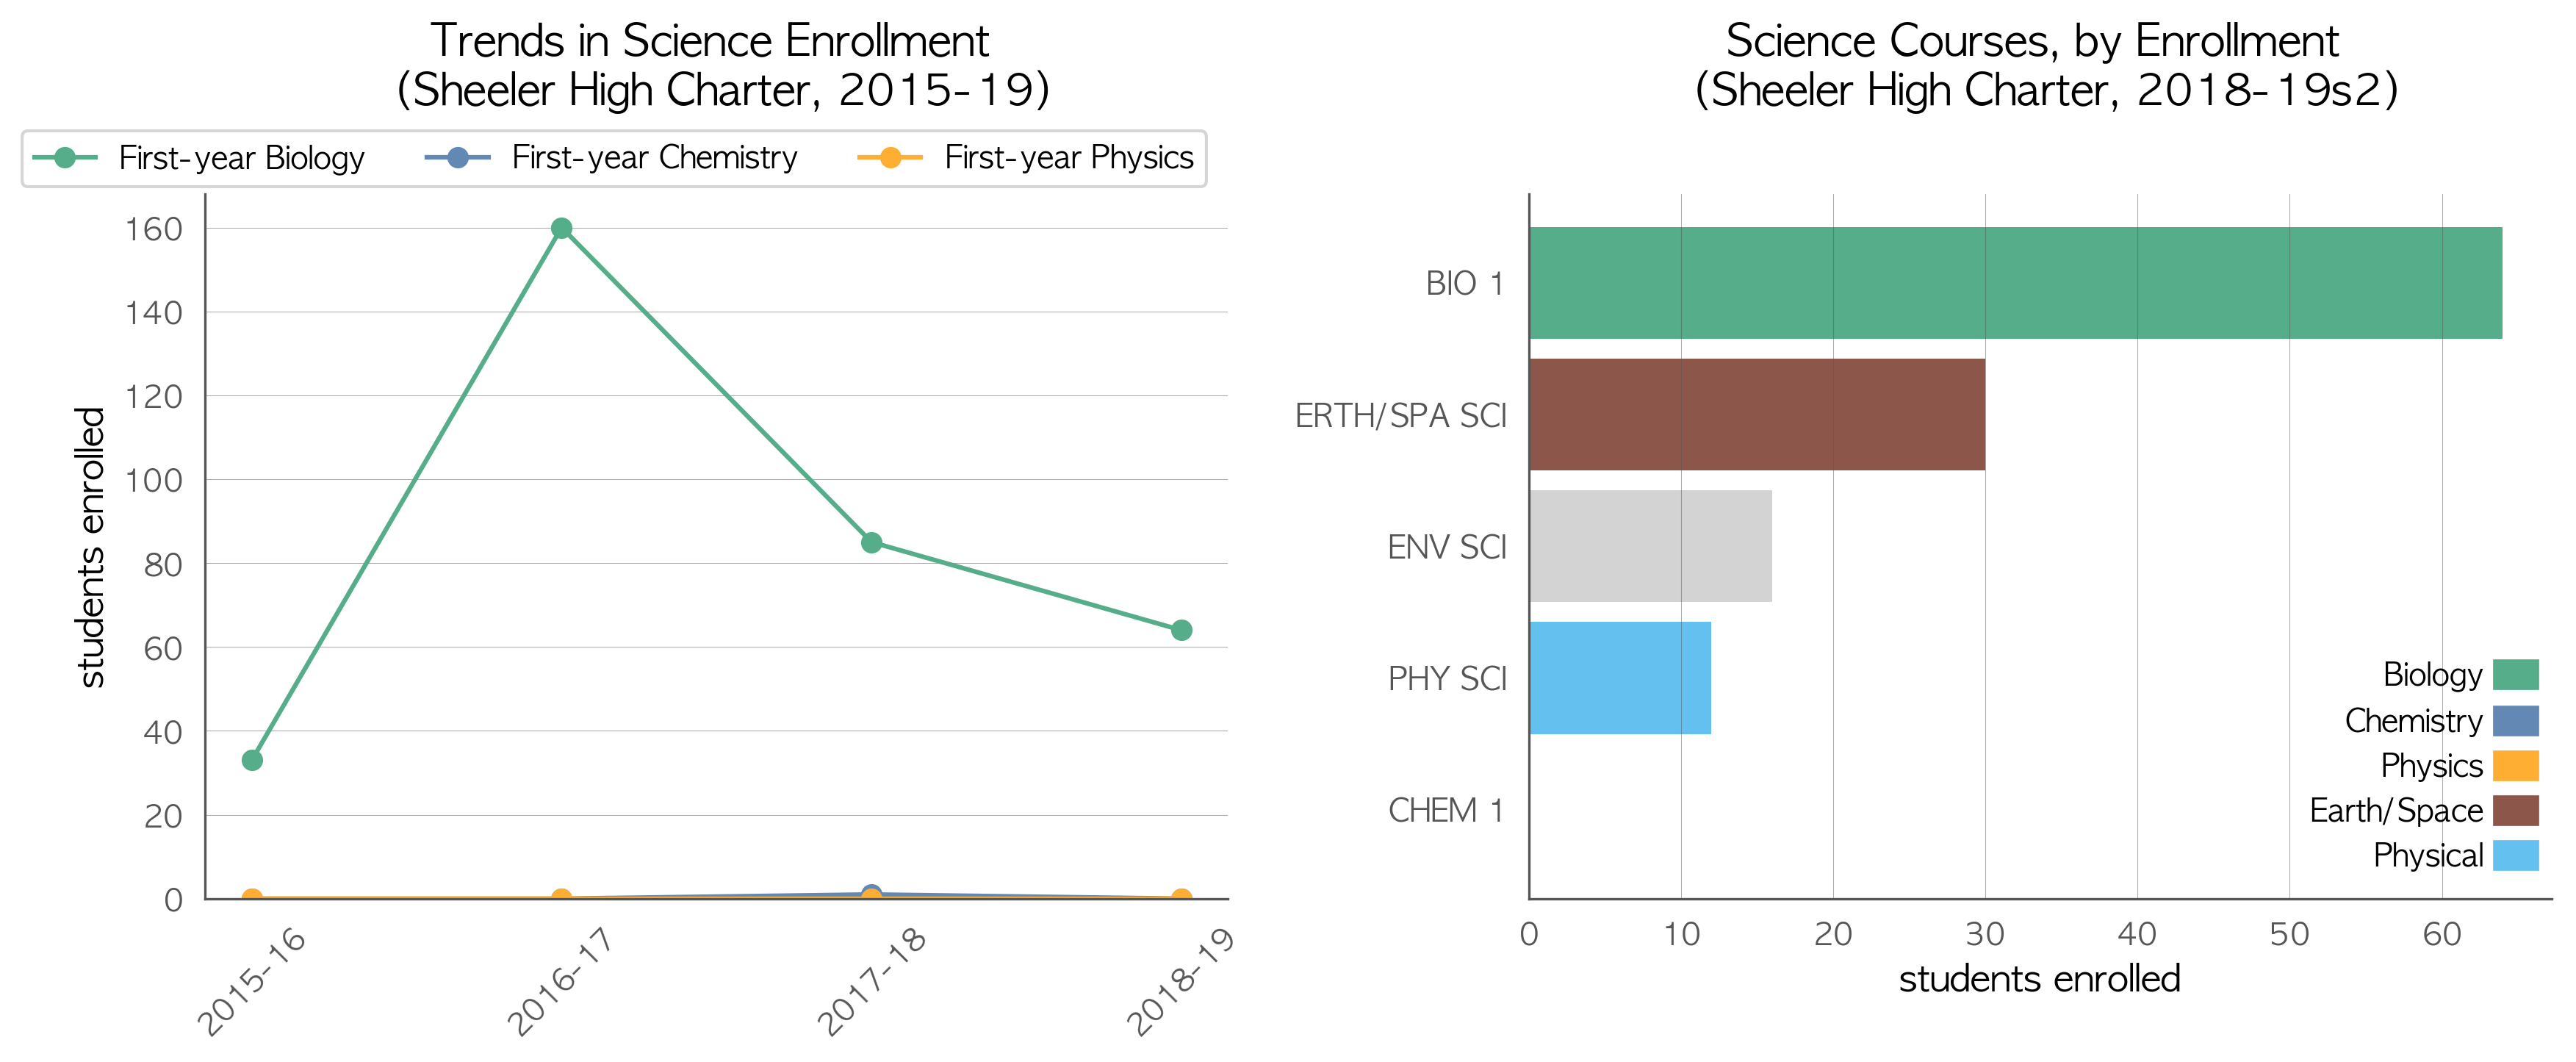 Trends in Science Enrollment
(Sheeler High Charter, 2015-19)
First-year Biology
First-year Chemistry
First-year Physics
160
140
120
100
80
60
40
20
0
students enrolled
2015-16
2016-17
2017-18
2018-19
Science Courses, by Enrollment
(Sheeler High Charter, 2018-19s2)
BIO 1
ERTH/SPA SCI
ENV SCI
PHY SCI
CHEM 1
Biology
Chemistry
Physics
Earth/Space
Physical
0
10
20
30
40
50
60
students enrolled